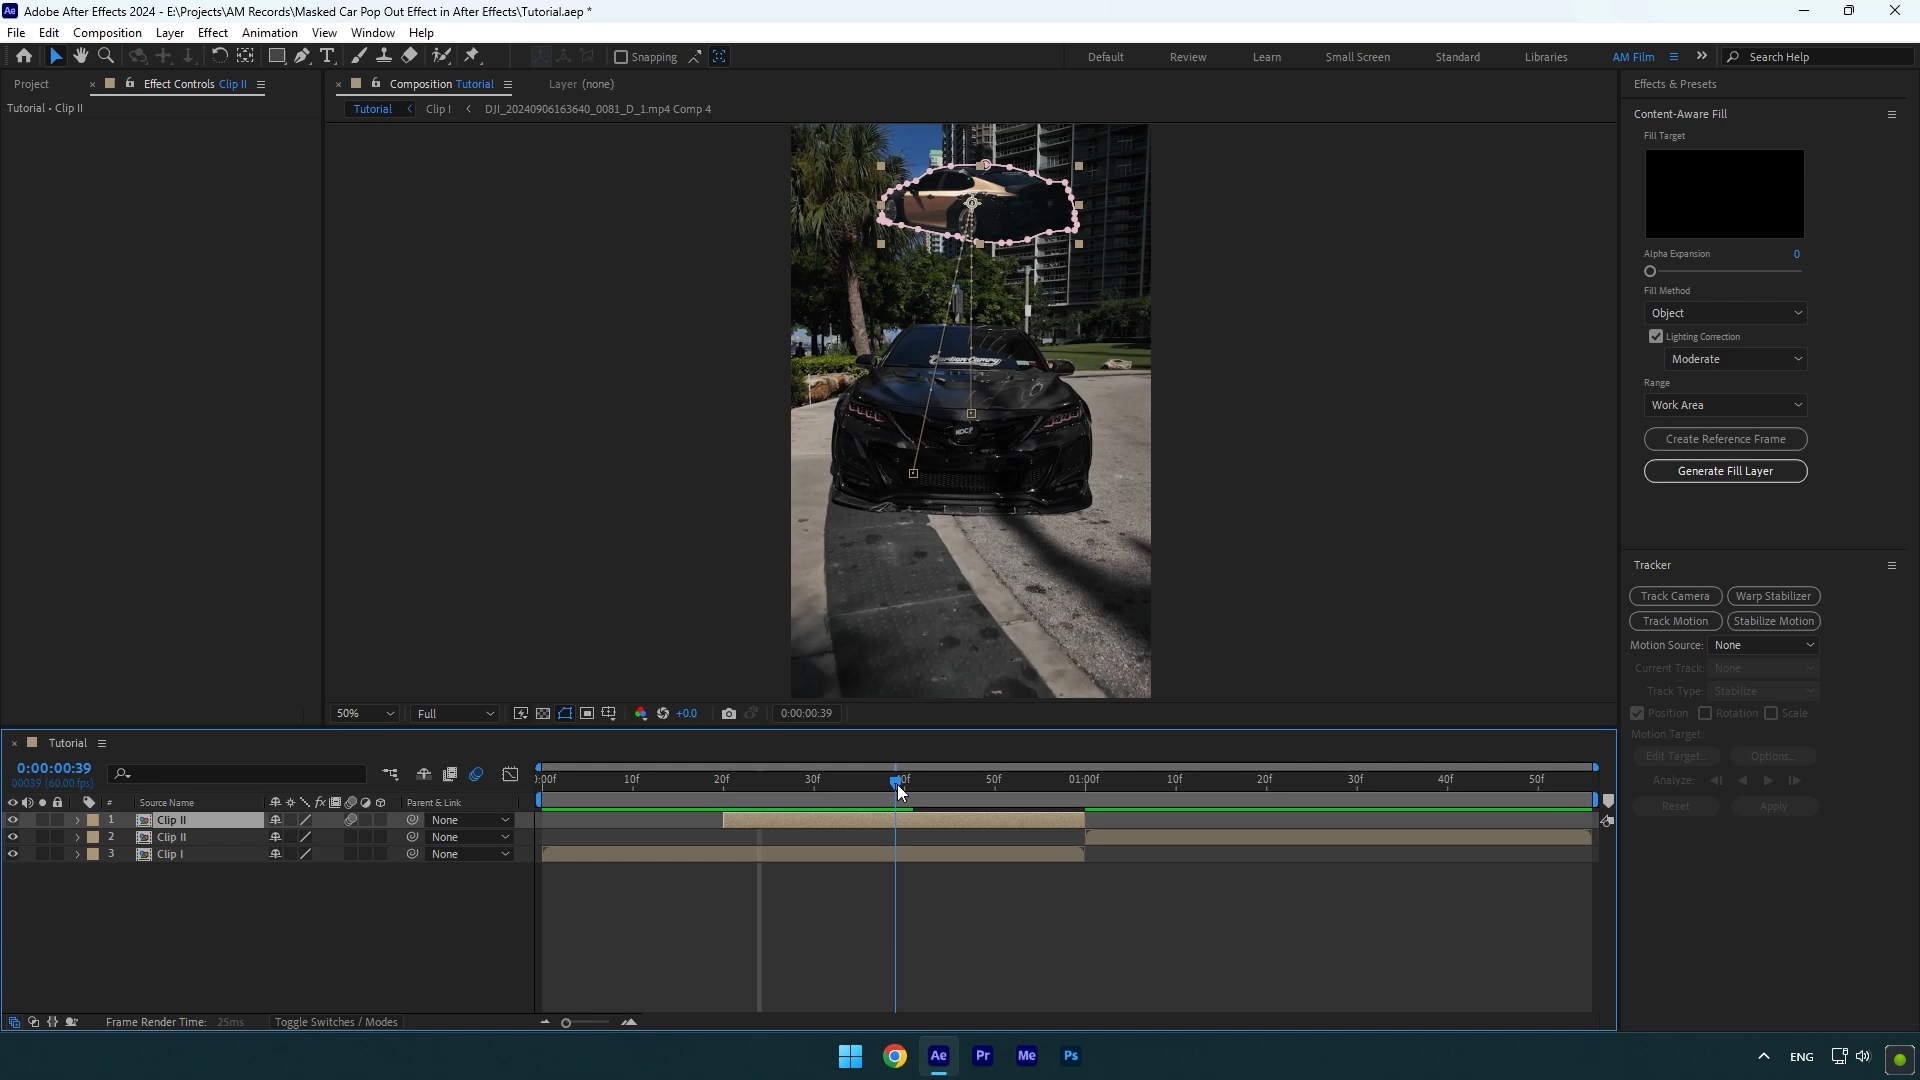 Adobe After Effects 2024 - E:\Projects\AM Records\Masked Car Pop Out Effect in After Effects\Tutorial.aep *
File Edit Composition Layer Effect Animation View Window Help
Snapping
Default Review Learn Small Screen Standard Libraries AM Film
Search Help
Project
Effect Controls Clip II
Tutorial • Clip II
Composition Tutorial
Layer (none)
Tutorial Clip I DJI_20240906163640_0081_D_1.mp4 Comp 4
50% Full +0.0 0:00:00:39
Effects & Presets
Content-Aware Fill
Fill Target
Alpha Expansion 0
Fill Method
Object
Lighting Correction
Moderate
Range
Work Area
Create Reference Frame
Generate Fill Layer
Tracker
Track Camera Warp Stabilizer
Track Motion Stabilize Motion
Motion Source: None
Current Track: None
Track Type: Stabilize
Position Rotation Scale
Motion Target:
Edit Target... Options...
Analyze:
Reset Apply
Tutorial
0:00:00:39
00039 (60.00 fps)
# Source Name fx Parent & Link
1 Clip II None
2 Clip II None
3 Clip I None
):00f 10f 20f 30f 50f 01:00f 10f 20f 30f 40f 50f
Frame Render Time: 25ms Toggle Switches / Modes
Ae Pr Me Ps
ENG